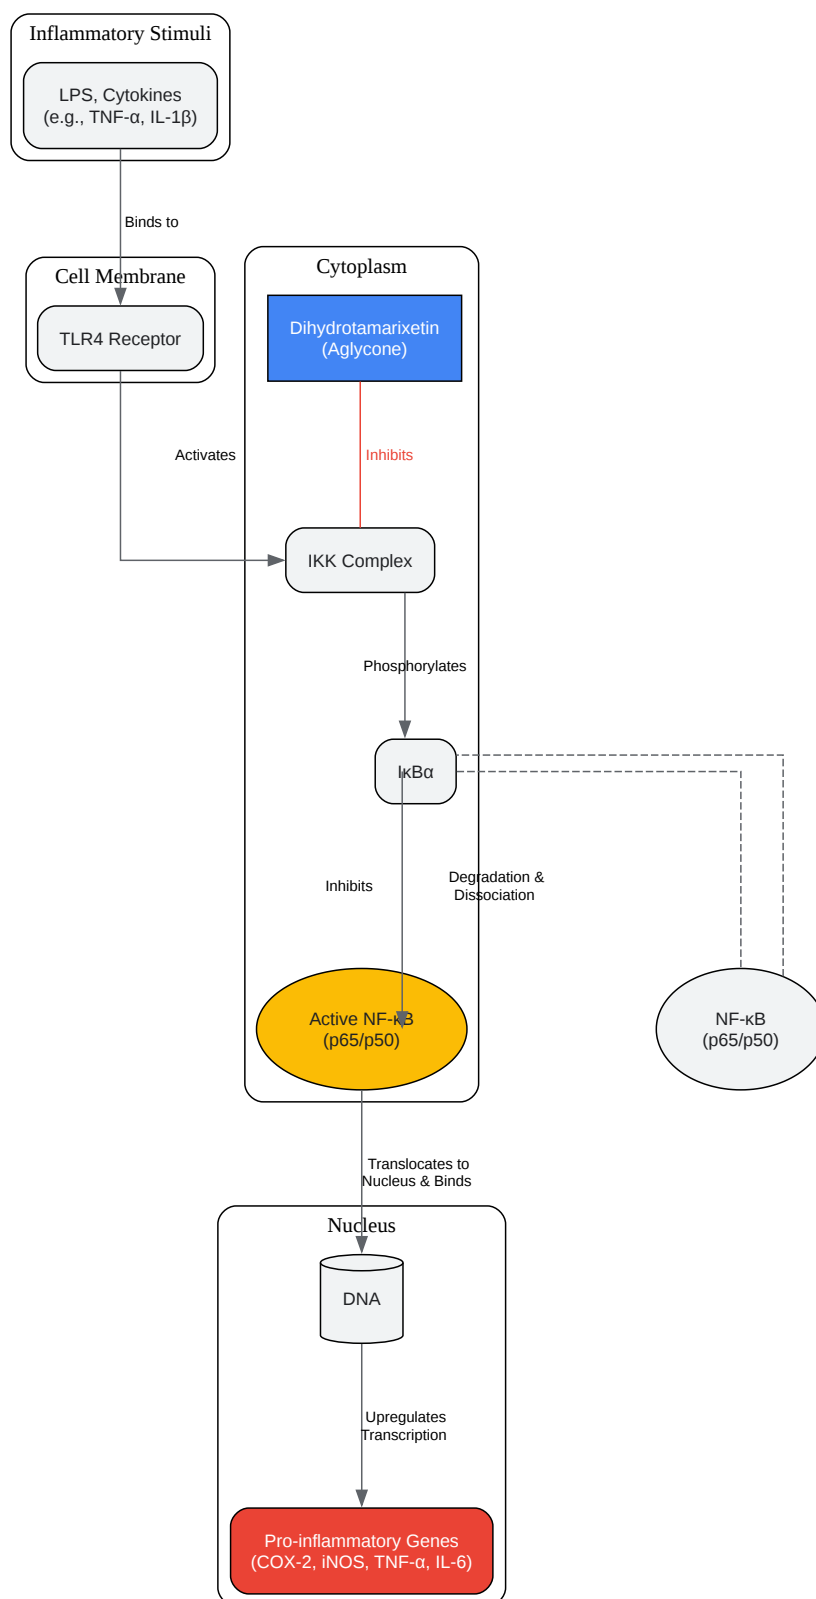 Inflammatory Stimuli
LPS, Cytokines
(e.g., TNF-α, IL-1β)
Binds to
Cell Membrane
TLR4 Receptor
Cytoplasm
Dihydrotamarixetin
(Aglycone)
Activates
Inhibits
IKK Complex
Phosphorylates
IκBα
Inhibits
Degradation &
Dissociation
Active NF-κB
(p65/p50)
NF-κB
(p65/p50)
Translocates to
Nucleus & Binds
Nucleus
DNA
Upregulates
Transcription
Pro-inflammatory Genes
(COX-2, iNOS, TNF-α, IL-6)